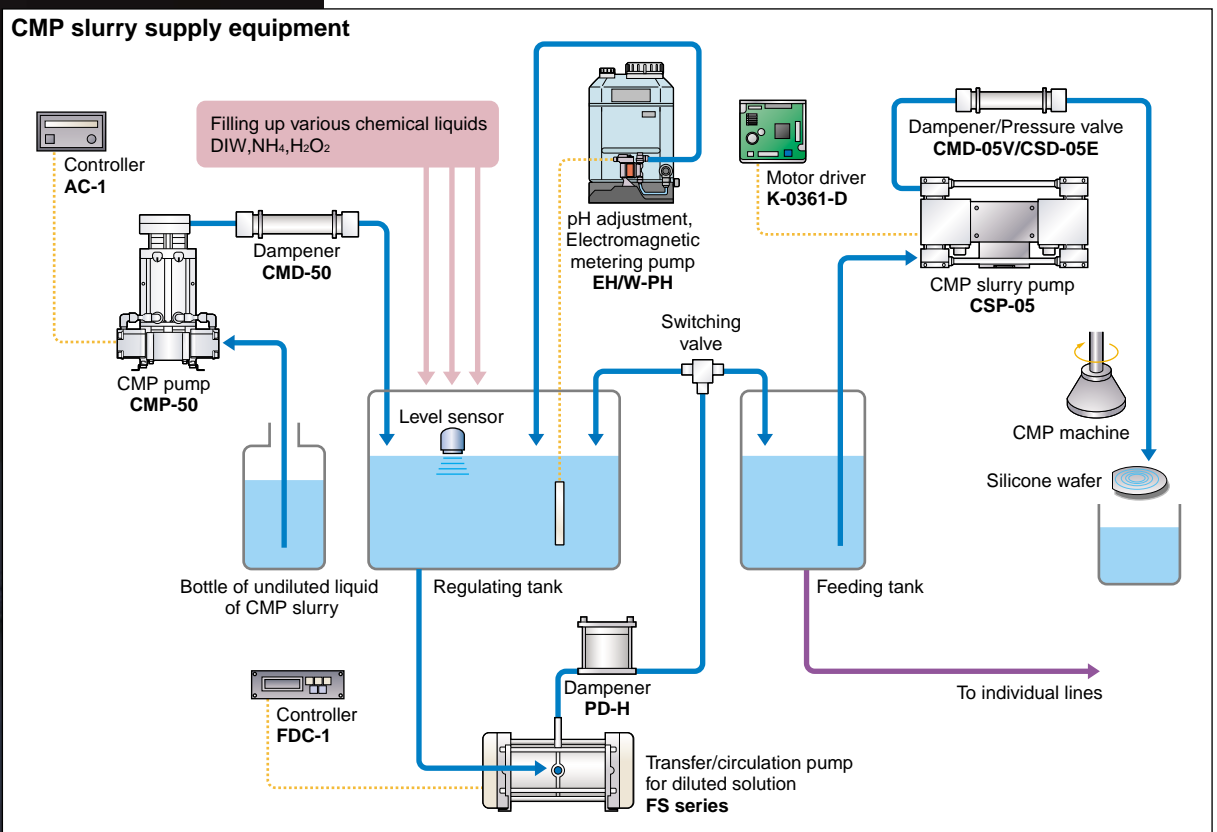 CMP slurry supply equipment
Controller
AC-1
Filling up various chemical liquids
DIW,NH₄,H₂O₂
Dampener
CMD-50
CMP pump
CMP-50
pH adjustment,
Electromagnetic
metering pump
EH/W-PH
Motor driver
K-0361-D
Dampener/Pressure valve
CMD-05V/CSD-05E
CMP slurry pump
CSP-05
Switching
valve
Level sensor
CMP machine
Silicone wafer
Bottle of undiluted liquid
of CMP slurry
Regulating tank
Feeding tank
Controller
FDC-1
Dampener
PD-H
To individual lines
Transfer/circulation pump
for diluted solution
FS series